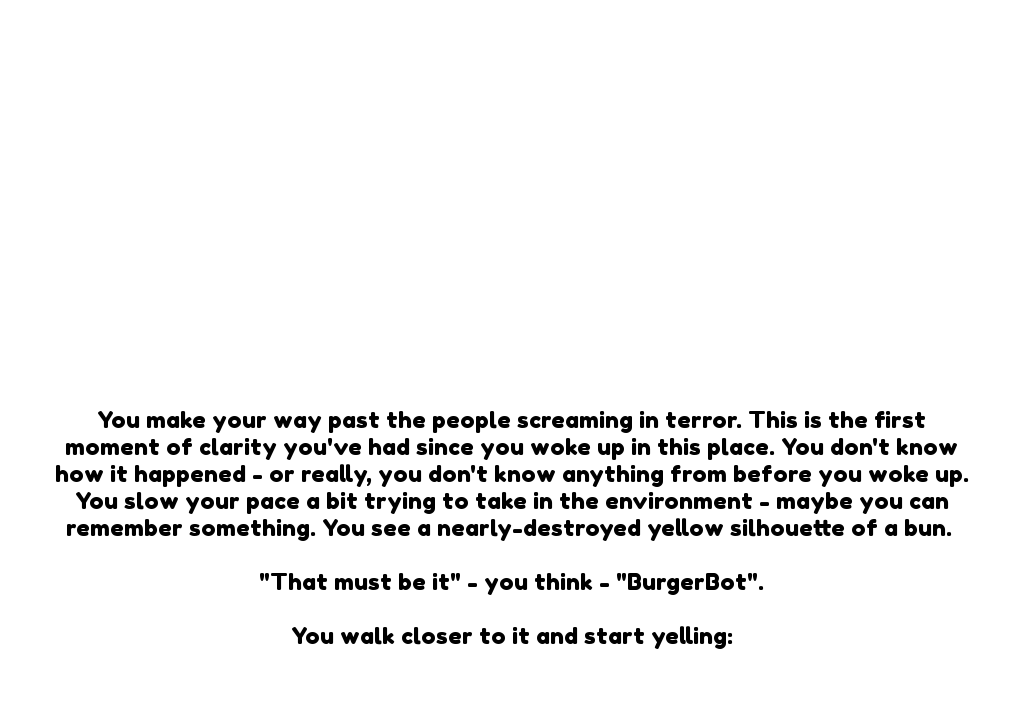 You make your way past the people screaming in terror. This is the first
moment of clarity you've had since you woke up in this place. You don't know
how it happened - or really, you don't know anything from before you woke up.
You slow your pace a bit trying to take in the environment - maybe you can
remember something. You see a nearly-destroyed yellow silhouette of a bun.
"That must be it" - you think - "BurgerBot".
You walk closer to it and start yelling: